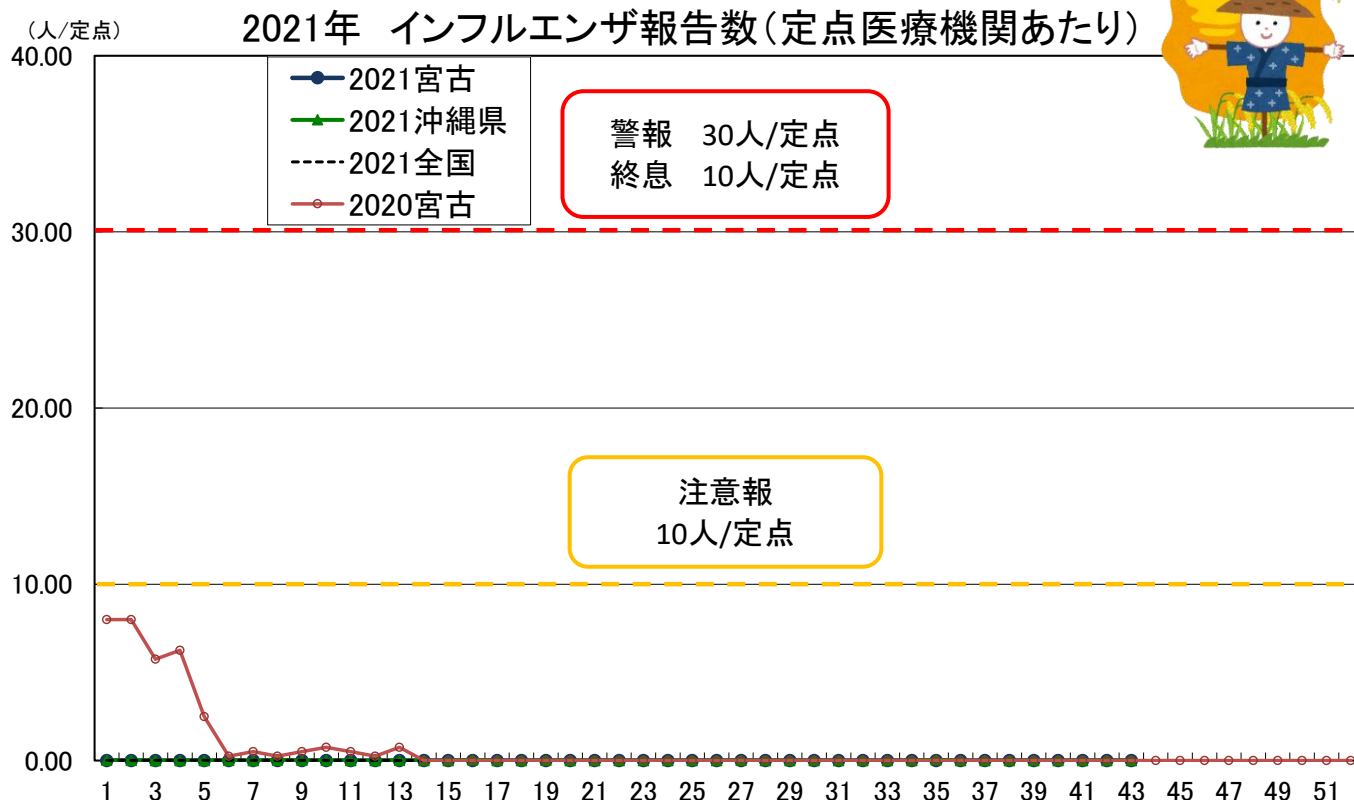 （人/定点）
2021年　インフルエンザ報告数（定点医療機関あたり）
40.00
30.00
20.00
10.00
0.00
2021宮古
2021沖縄県
2021全国
2020宮古
警報　30人/定点
終息　10人/定点
注意報
10人/定点
1 3 5 7 9 11 13 15 17 19 21 23 25 27 29 31 33 35 37 39 41 43 45 47 49 51